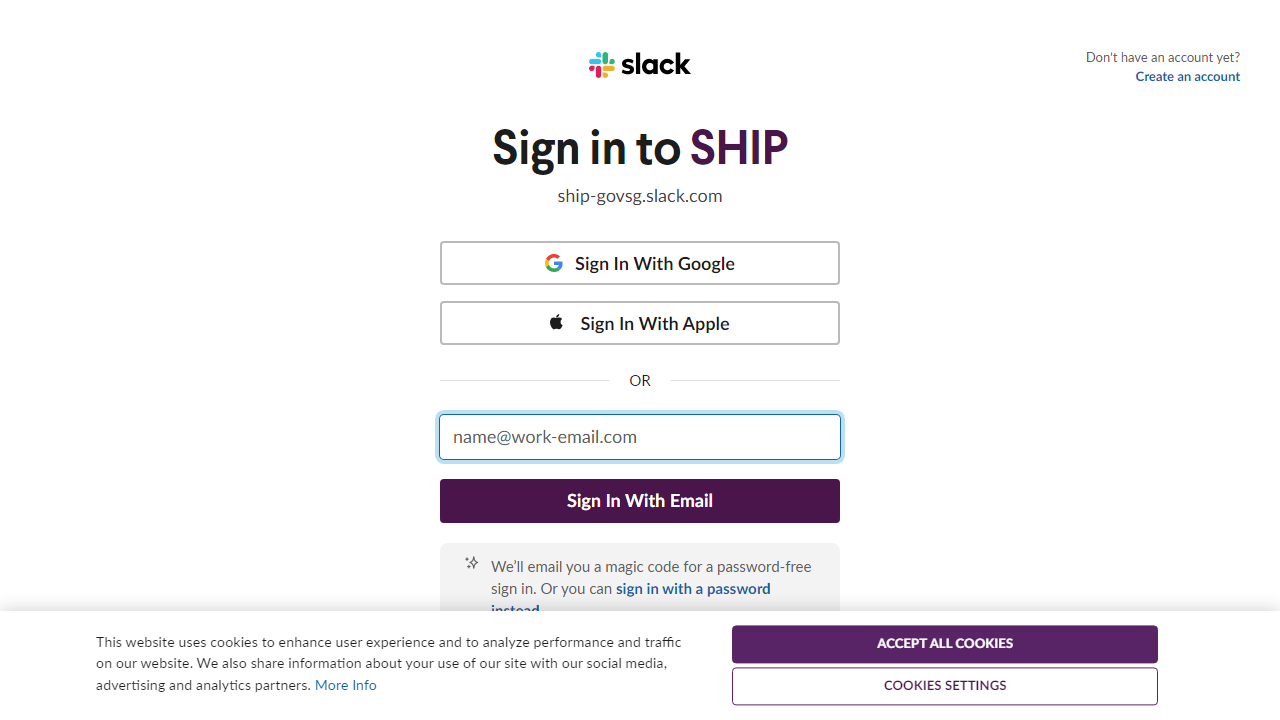 slack
Don't have an account yet?
Create an account
Sign in to SHIP
ship-govsg.slack.com
Sign In With Google
Sign In With Apple
OR
name@work-email.com
Sign In With Email
We'll email you a magic code for a password-free
sign in. Or you can sign in with a password
instead
This website uses cookies to enhance user experience and to analyze performance and traffic
on our website. We also share information about your use of our site with our social media,
advertising and analytics partners. More Info
ACCEPT ALL COOKIES
COOKIES SETTINGS